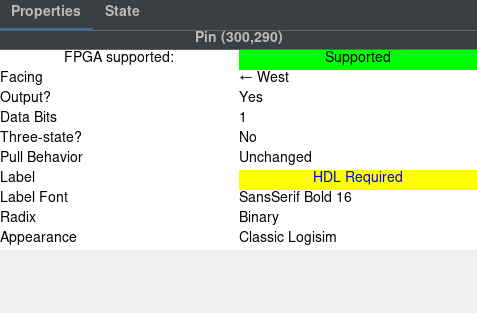 Properties State
Pin (300,290)
FPGA supported: Supported
Facing ← West
Output? Yes
Data Bits 1
Three-state? No
Pull Behavior Unchanged
Label HDL Required
Label Font SansSerif Bold 16
Radix Binary
Appearance Classic Logisim